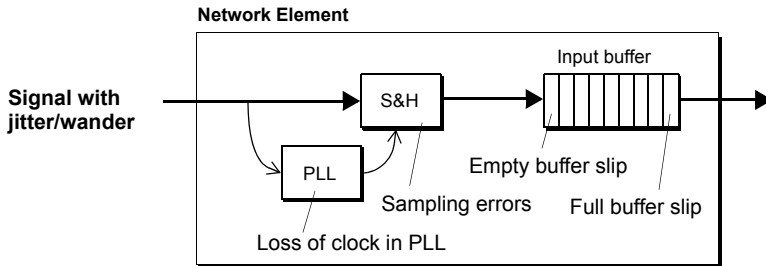 Network Element
Input buffer
Signal with
jitter/wander
S&H
PLL
Empty buffer slip
Sampling errors
Full buffer slip
Loss of clock in PLL